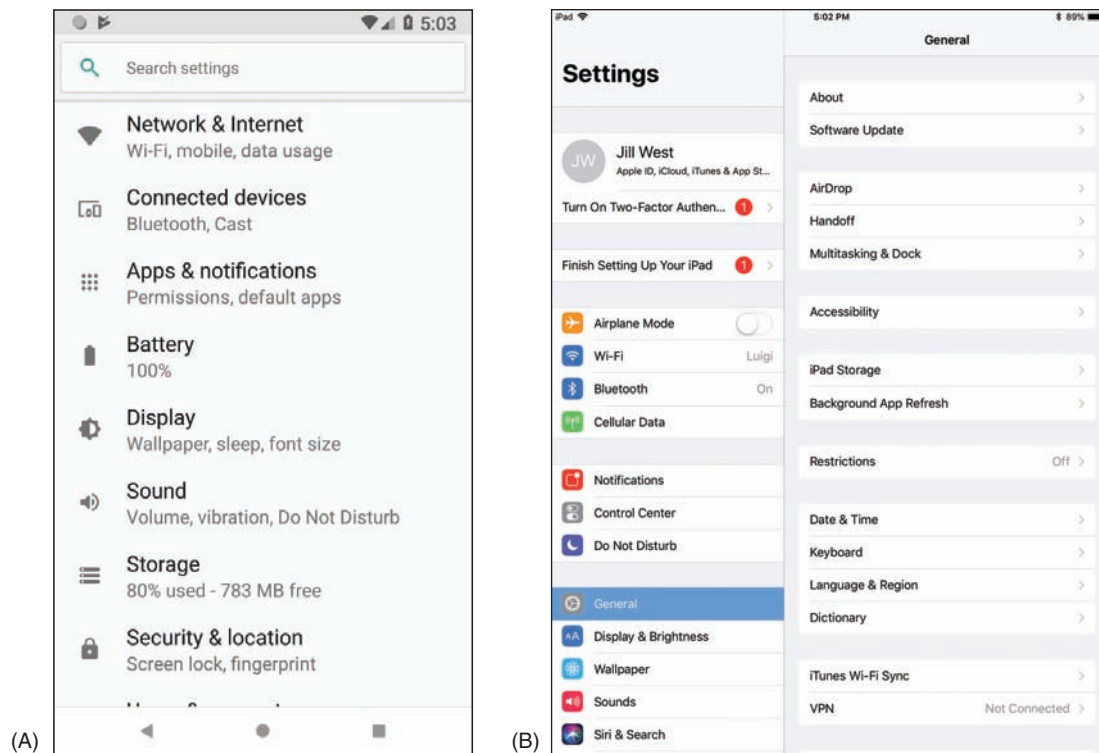 5:03
Search settings
Network & Internet
Wi-Fi, mobile, data usage
Connected devices
Bluetooth, Cast
Apps & notifications
Permissions, default apps
Battery
100%
Display
Wallpaper, sleep, font size
Sound
Volume, vibration, Do Not Disturb
Storage
80% used - 783 MB free
Security & location
Screen lock, fingerprint
(A)
iPad
Settings
JW
Jill West
Apple ID, iCloud, iTunes & App St...
Turn On Two-Factor Authen... 1
Finish Setting Up Your iPad 1
Airplane Mode
Wi-Fi Luigi
Bluetooth On
Cellular Data
Notifications
Control Center
Do Not Disturb
General
AA Display & Brightness
Wallpaper
Sounds
Siri & Search
5:02 PM 89%
General
About
Software Update
AirDrop
Handoff
Multitasking & Dock
Accessibility
iPad Storage
Background App Refresh
Restrictions Off
Date & Time
Keyboard
Language & Region
Dictionary
iTunes Wi-Fi Sync
VPN Not Connected
(B)